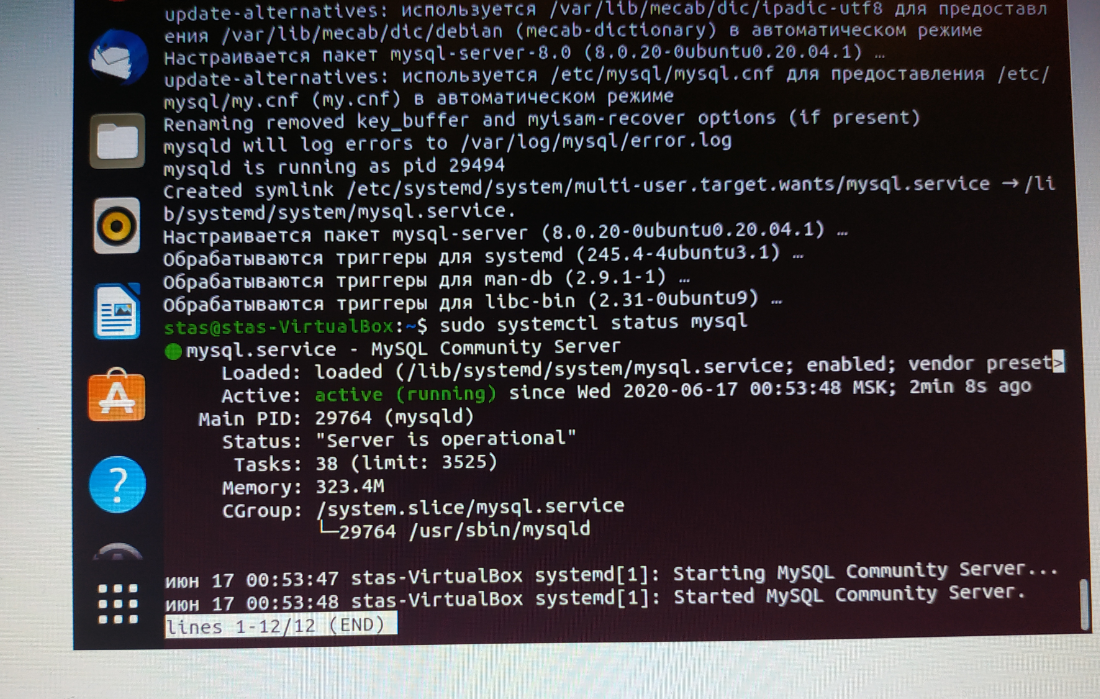 update-alternatives: используется /var/lib/mecab/dic/ipadic-utf8 для предоставл
ения /var/lib/mecab/dic/debian (mecab-dictionary) в автоматическом режиме
Настраивается пакет mysql-server-8.0 (8.0.20-0ubuntu0.20.04.1) …
update-alternatives: используется /etc/mysql/mysql.cnf для предоставления /etc/
mysql/my.cnf (my.cnf) в автоматическом режиме
Renaming removed key_buffer and myisam-recover options (if present)
mysqld will log errors to /var/log/mysql/error.log
mysqld is running as pid 29494
Created symlink /etc/systemd/system/multi-user.target.wants/mysql.service → /li
b/systemd/system/mysql.service.
Настраивается пакет mysql-server (8.0.20-0ubuntu0.20.04.1) …
Обрабатываются триггеры для systemd (245.4-4ubuntu3.1) …
Обрабатываются триггеры для man-db (2.9.1-1) …
Обрабатываются триггеры для libc-bin (2.31-0ubuntu9) …
stas@stas-VirtualBox:~$ sudo systemctl status mysql
● mysql.service - MySQL Community Server
Loaded: loaded (/lib/systemd/system/mysql.service; enabled; vendor preset>
Active: active (running) since Wed 2020-06-17 00:53:48 MSK; 2min 8s ago
Main PID: 29764 (mysqld)
Status: "Server is operational"
Tasks: 38 (limit: 3525)
Memory: 323.4M
CGroup: /system.slice/mysql.service
└─29764 /usr/sbin/mysqld
июн 17 00:53:47 stas-VirtualBox systemd[1]: Starting MySQL Community Server...
июн 17 00:53:48 stas-VirtualBox systemd[1]: Started MySQL Community Server.
lines 1-12/12 (END)